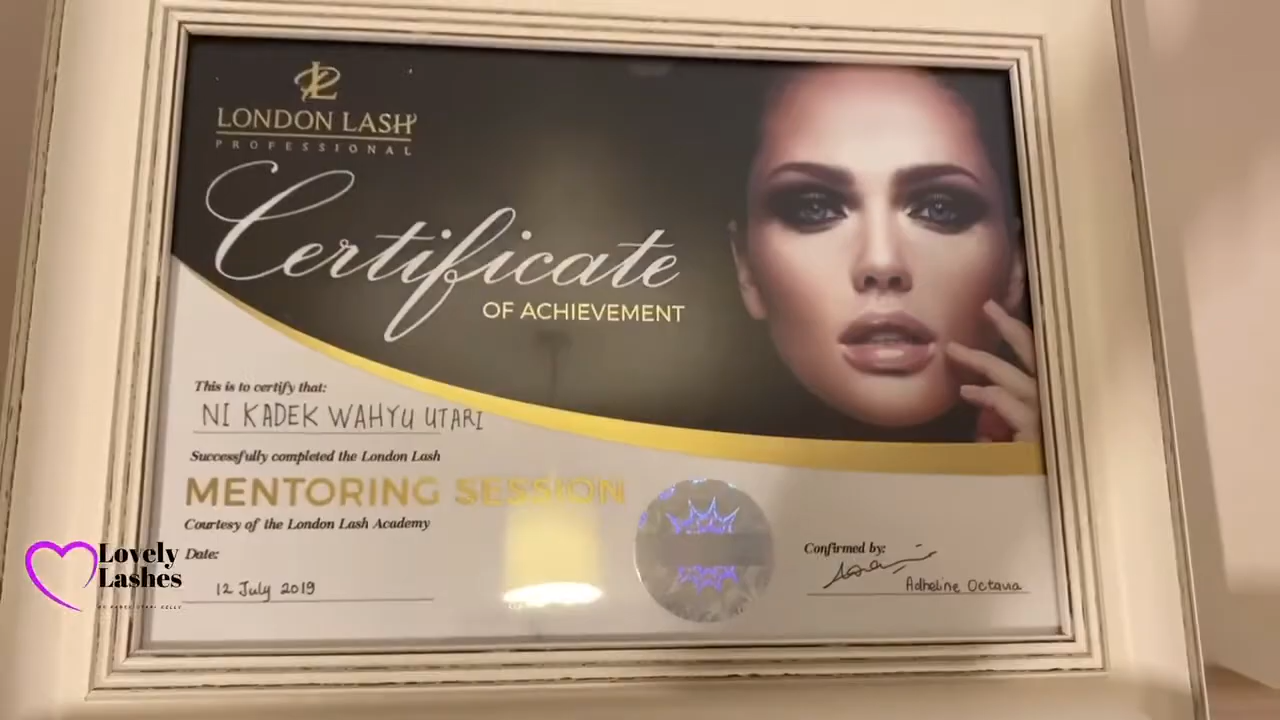 LONDON LASH
PROFESSIONAL
Certificate
OF ACHIEVEMENT
This is to certify that:
NI KADEK WAHYU UTARI
Successfully completed the London Lash
MENTORING SESSION
Courtesy of the London Lash Academy
Date:
12 July 2019
Confirmed by:
Adheline Octavia
Lovely
Lashes